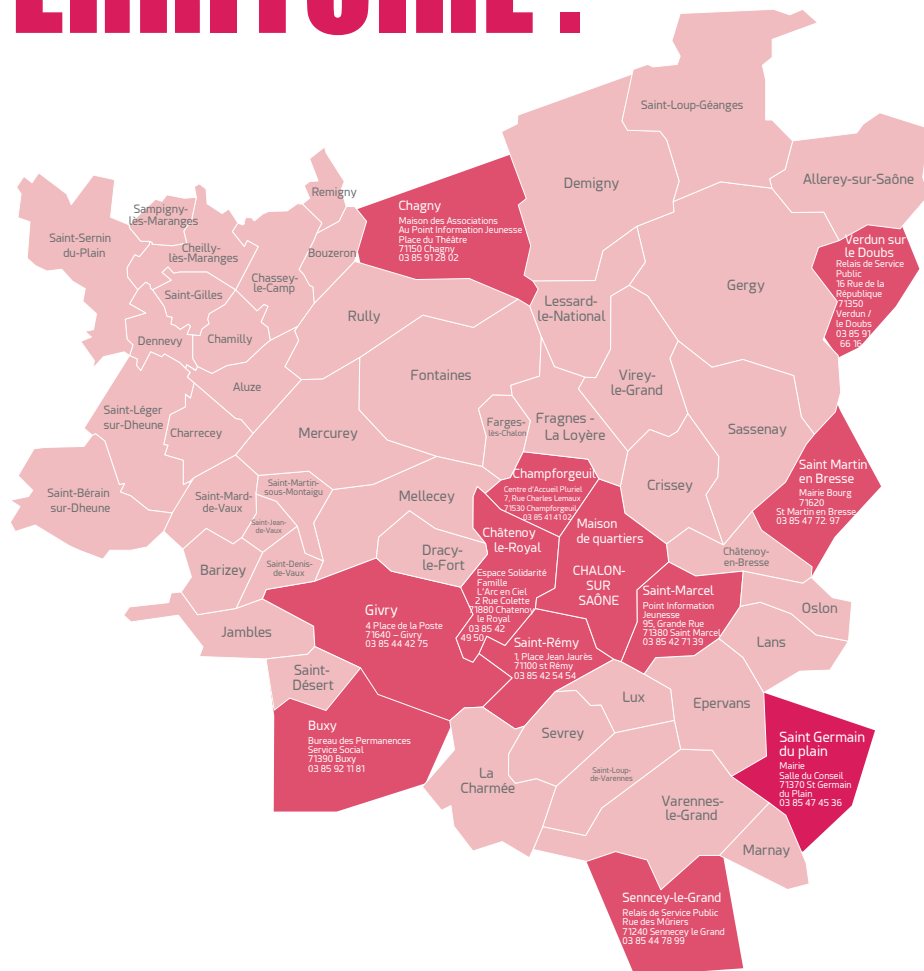 Saint-Loup-Géanges
Demigny
Allerey-sur-Saône
Remigny
Sampigny-
lès-Maranges
Saint-Sernin
du-Plain
Cheilly-
lès-Maranges
Bouzeron
Chassey-
le-Camp
Saint-Gilles
Chagny
Maison des Associations
Au Point Information Jeunesse
Place du Théâtre
71150 Chagny
03 85 91 28 02
Verdun sur
le Doubs
Relais de Service
Public
16 Rue de la
République
71350
Verdun /
le Doubs
03 85 91
66 16
Gergy
Lessard-
le-National
Rully
Dennevy
Chamilly
Fontaines
Virey-
le-Grand
Aluze
Saint-Léger
sur-Dheune
Charrecey
Mercurey
Farges-
lès-Chalon
Fragnes -
La Loyère
Sassenay
Saint-Bérain
sur-Dheune
Saint-Mard-
de-Vaux
Saint-Martin-
sous-Montaigu
Saint-Jean-
de-Vaux
Mellecey
Champforgeuil
Centre d'Accueil Pluriel
7, Rue Charles Lemaux
71530 Champforgeuil
03 85 41 41 02
Crissey
Saint Martin
en Bresse
Mairie Bourg
71620
St Martin en Bresse
03 85 47 72 97
Barizey
Saint-Denis-
de-Vaux
Dracy-
le-Fort
Châtenoy
le-Royal
Espace Solidarité
Famille
L'Arc en Ciel
2 Rue Colette
71880 Chatenoy
le Royal
03 85 42
49 50
Maison
de quartiers
CHALON-
SUR
SAÔNE
Châtenoy-
en-Bresse
Saint-Marcel
Point Information
Jeunesse
95, Grande Rue
71380 Saint Marcel
03 85 42 71 39
Oslon
Jambles
Givry
4 Place de la Poste
71640 – Givry
03 85 44 42 75
Saint-Rémy
1, Place Jean Jaurès
71100 st Rémy
03 85 42 54 54
Lans
Saint-
Désert
Lux
Epervans
Buxy
Bureau des Permanences
Service Social
71390 Buxy
03 85 92 11 81
Sevrey
La
Charmée
Saint-Loup-
de-Varennes
Saint Germain
du plain
Mairie
Salle du Conseil
71370 St Germain
du Plain
03 85 47 45 36
Varennes-
le-Grand
Marnay
Senncey-le-Grand
Relais de Service Public
Rue des Mûriers
71240 Sennecey le Grand
03 85 44 78 99